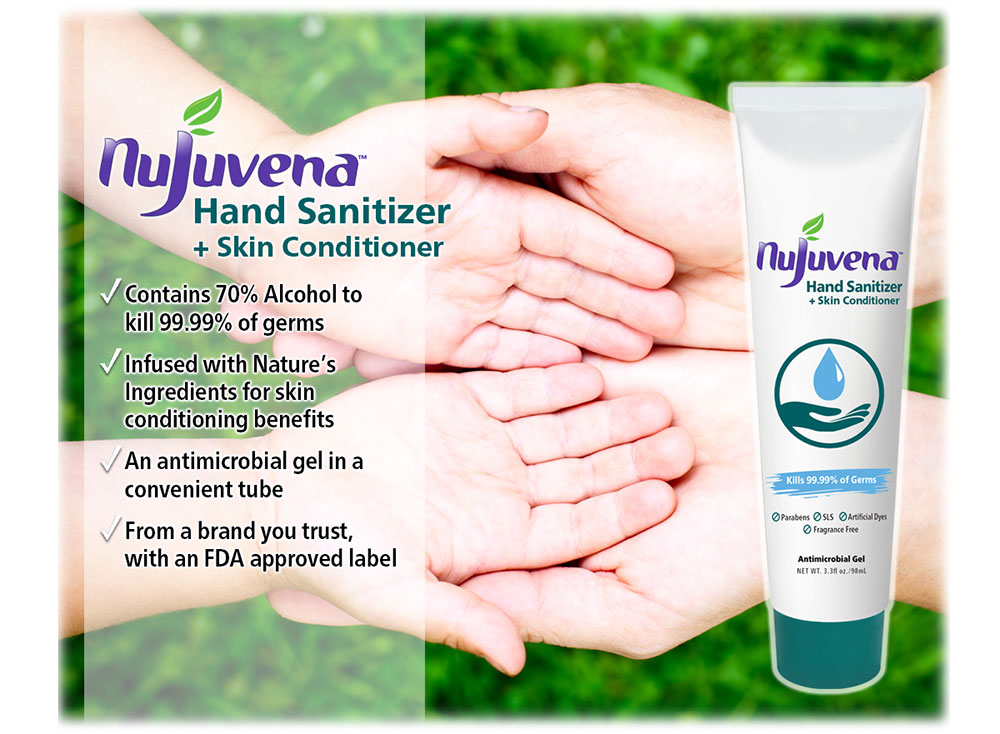 NuJuvena™
Hand Sanitizer
+ Skin Conditioner
✓ Contains 70% Alcohol to
kill 99.99% of germs
✓ Infused with Nature's
Ingredients for skin
conditioning benefits
✓ An antimicrobial gel in a
convenient tube
✓ From a brand you trust,
with an FDA approved label
NuJuvena™
Hand Sanitizer
+ Skin Conditioner
Kills 99.99% of Germs
Parabens SLS Artificial Dyes
Fragrance Free
Antimicrobial Gel
NET WT. 3.3fl oz./98mL